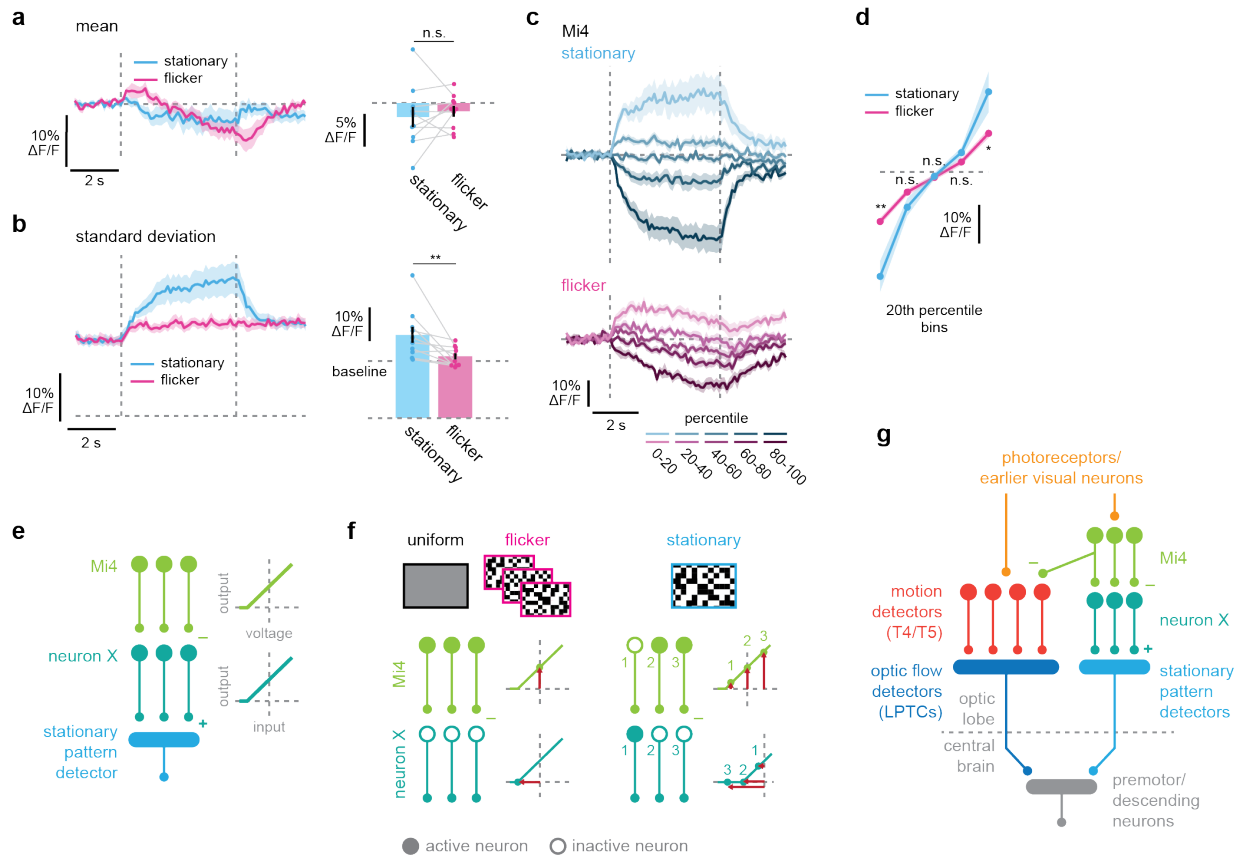 a
mean
stationary
flicker
10%
ΔF/F
2 s
n.s.
5%
ΔF/F
stationary
flicker
b
standard deviation
stationary
flicker
10%
ΔF/F
2 s
**
10%
ΔF/F
baseline
stationary
flicker
c
Mi4
stationary
flicker
10%
ΔF/F
2 s
percentile
0-20
20-40
40-60
60-80
80-100
d
stationary
flicker
n.s.
n.s.
n.s.
*
**
10%
ΔF/F
20th percentile
bins
e
Mi4
output
voltage
–
neuron X
output
input
+
stationary
pattern
detector
f
uniform
flicker
stationary
Mi4
–
1
2
3
–
1
2
3
neuron X
1
2
3
3
2
1
active neuron
inactive neuron
g
photoreceptors/
earlier visual neurons
–
Mi4
–
motion
detectors
(T4/T5)
neuron X
+
optic flow
detectors
(LPTCs)
stationary
pattern
detectors
optic
lobe
central
brain
premotor/
descending
neurons